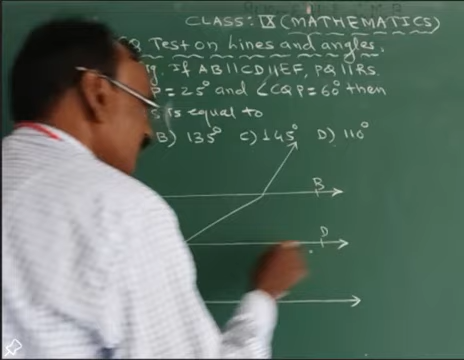 CLASS: IX (MATHEMATICS)
Test on Lines and angles.
If AB||CD||EF, PQ||RS.
= 25° and ∠CQP = 60° then
is equal to
B) 135° C) 145° D) 110°
B
D